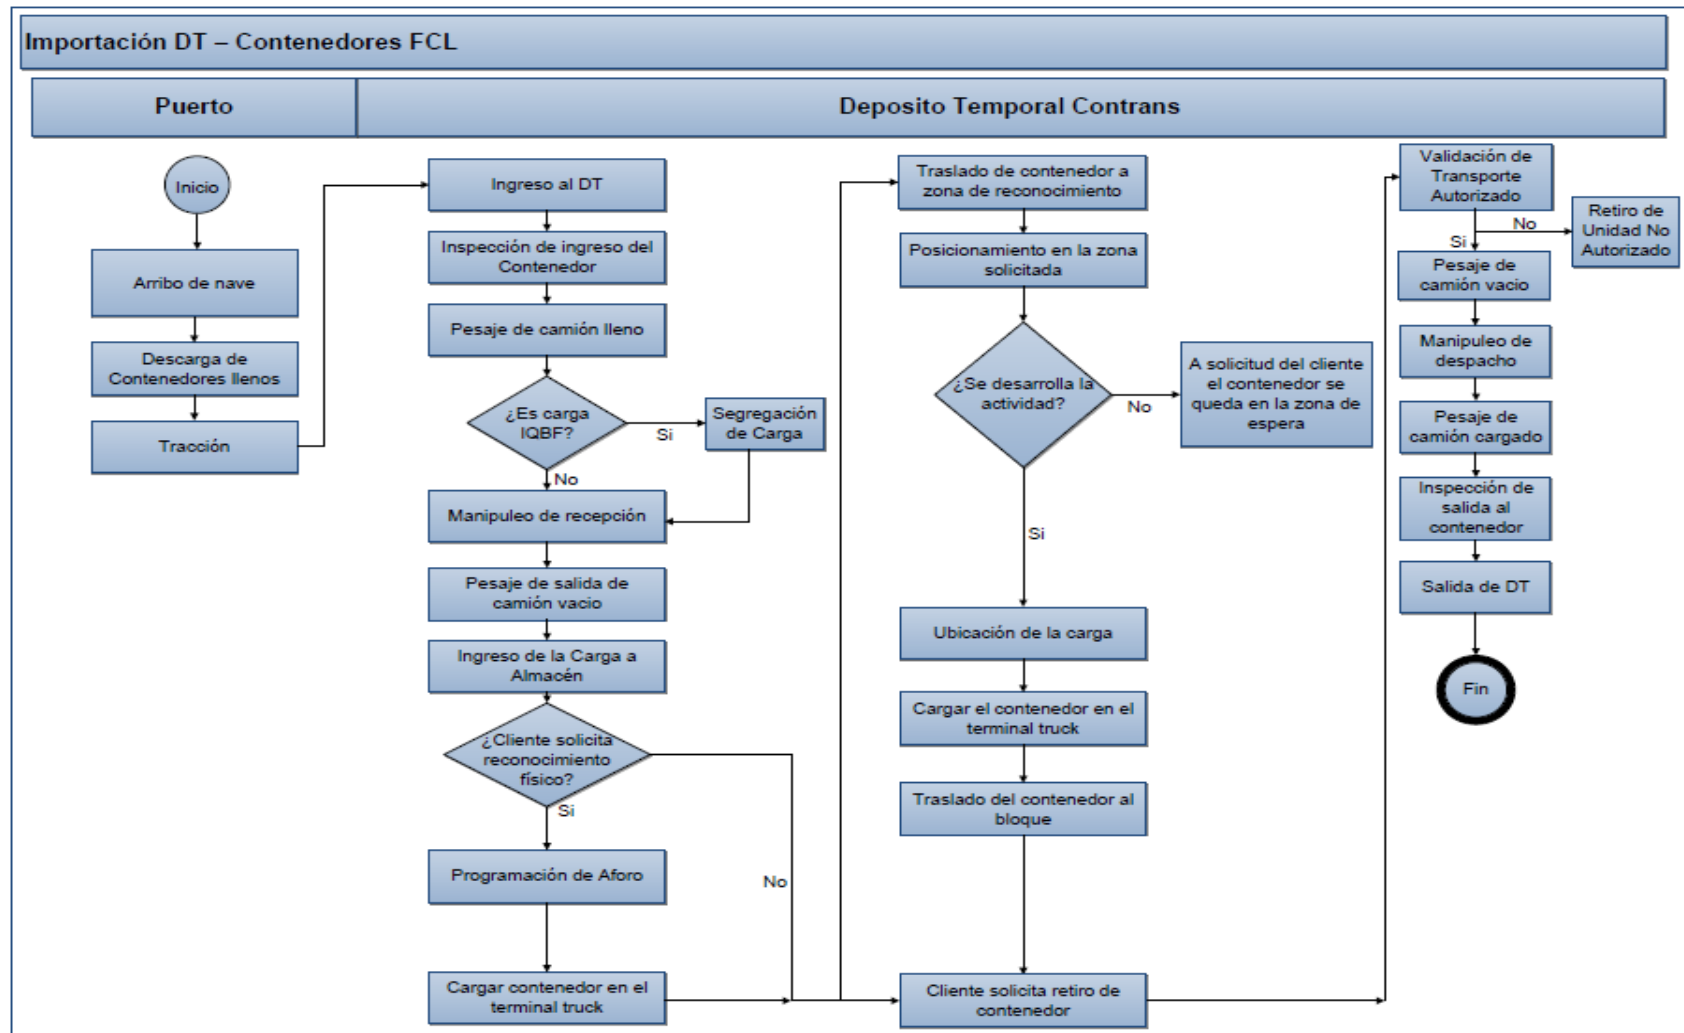 Importación DT – Contenedores FCL
Puerto
Deposito Temporal Contrans
Inicio
Arribo de nave
Descarga de
Contenedores llenos
Tracción
Ingreso al DT
Inspección de ingreso del
Contenedor
Pesaje de camión lleno
¿Es carga
IQBF?
Si
Segregación
de Carga
No
Manipuleo de recepción
Pesaje de salida de
camión vacio
Ingreso de la Carga a
Almacén
¿Cliente solicita
reconocimiento
físico?
Si
No
Programación de Aforo
Cargar contenedor en el
terminal truck
Traslado de contenedor a
zona de reconocimiento
Posicionamiento en la zona
solicitada
¿Se desarrolla la
actividad?
No
A solicitud del cliente
el contenedor se
queda en la zona de
espera
Si
Ubicación de la carga
Cargar el contenedor en el
terminal truck
Traslado del contenedor al
bloque
Cliente solicita retiro de
contenedor
Validación de
Transporte
Autorizado
No
Retiro de
Unidad No
Autorizado
Si
Pesaje de
camión vacio
Manipuleo de
despacho
Pesaje de
camión cargado
Inspección de
salida al
contenedor
Salida de DT
Fin